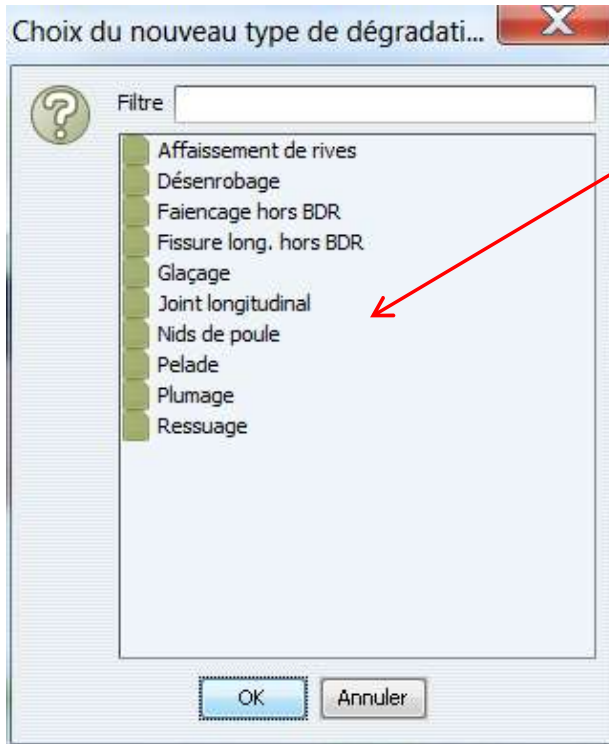 Choix du nouveau type de dégradati...
Filtre
Affaissement de rives
Désenrobage
Faiencage hors BDR
Fissure long. hors BDR
Glaçage
Joint longitudinal
Nids de poule
Pelade
Plumage
Ressuage
OK Annuler